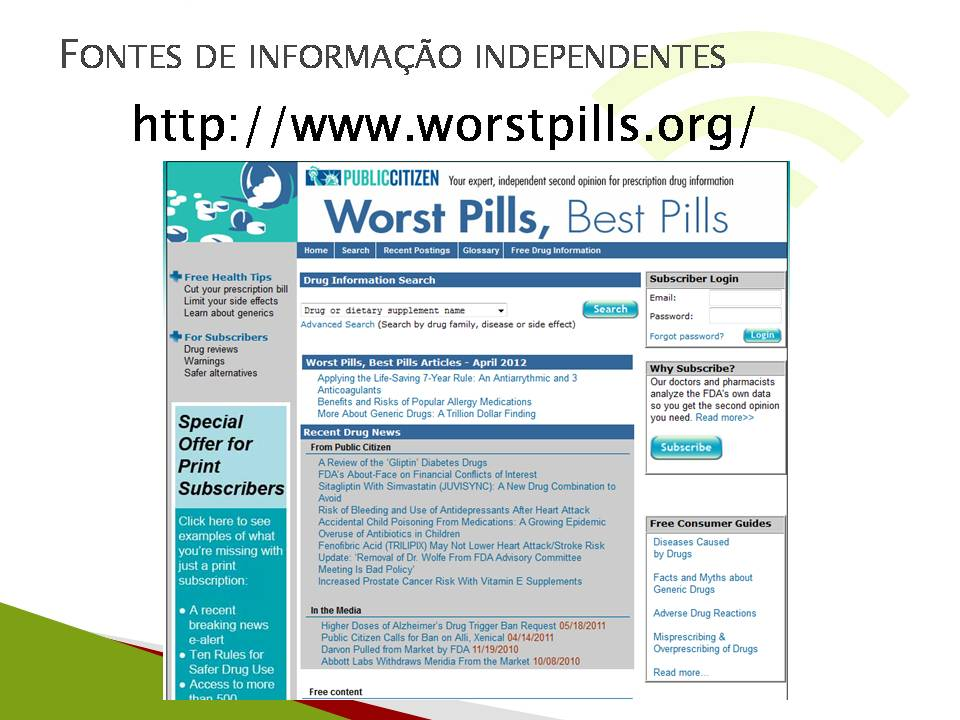 FONTES DE INFORMAÇÃO INDEPENDENTES
http://www.worstpills.org/
PUBLICCITIZEN Your expert, independent second opinion for prescription drug information
Worst Pills, Best Pills
Home Search Recent Postings Glossary Free Drug Information
Free Health Tips
Cut your prescription bill
Limit your side effects
Learn about generics
For Subscribers
Drug reviews
Warnings
Safer alternatives
Special
Offer for
Print
Subscribers
Click here to see
examples of what
you're missing with
just a print
subscription:
● A recent
breaking news
e-alert
● Ten Rules for
Safer Drug Use
● Access to more
than 500
Drug Information Search
Drug or dietary supplement name
Search
Advanced Search (Search by drug family, disease or side effect)
Worst Pills, Best Pills Articles - April 2012
Applying the Life-Saving 7-Year Rule: An Antiarrythmic and 3
Anticoagulants
Benefits and Risks of Popular Allergy Medications
More About Generic Drugs: A Trillion Dollar Finding
Recent Drug News
From Public Citizen
A Review of the 'Gliptin' Diabetes Drugs
FDA's About-Face on Financial Conflicts of Interest
Sitagliptin With Simvastatin (JUVISYNC): A New Drug Combination to
Avoid
Risk of Bleeding and Use of Antidepressants After Heart Attack
Accidental Child Poisoning From Medications: A Growing Epidemic
Overuse of Antibiotics in Children
Fenofibric Acid (TRILIPIX) May Not Lower Heart Attack/Stroke Risk
Update: 'Removal of Dr. Wolfe From FDA Advisory Committee
Meeting Is Bad Policy'
Increased Prostate Cancer Risk With Vitamin E Supplements
In the Media
Higher Doses of Alzheimer's Drug Trigger Ban Request 05/18/2011
Public Citizen Calls for Ban on Alli, Xenical 04/14/2011
Darvon Pulled from Market by FDA 11/19/2010
Abbott Labs Withdraws Meridia From the Market 10/08/2010
Free content
Subscriber Login
Email:
Password:
Forgot password? Login
Why Subscribe?
Our doctors and pharmacists
analyze the FDA's own data
so you get the second opinion
you need. Read more>>
Subscribe
Free Consumer Guides
Diseases Caused
by Drugs
Facts and Myths about
Generic Drugs
Adverse Drug Reactions
Misprescribing &
Overprescribing of Drugs
Read more...